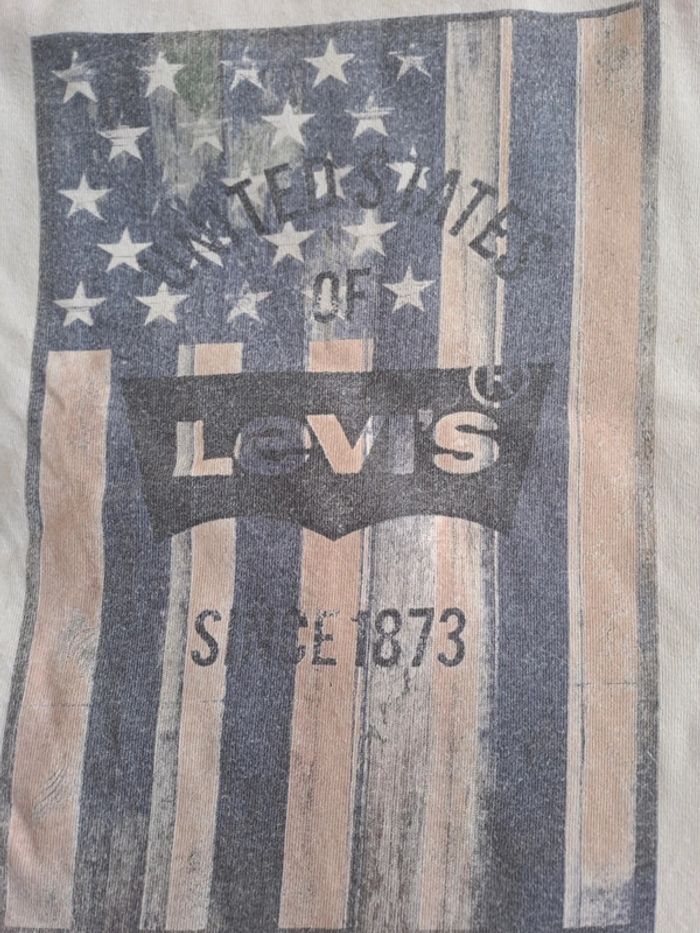 UNITED STATES
OF
LeVI'S®
SINCE 1873